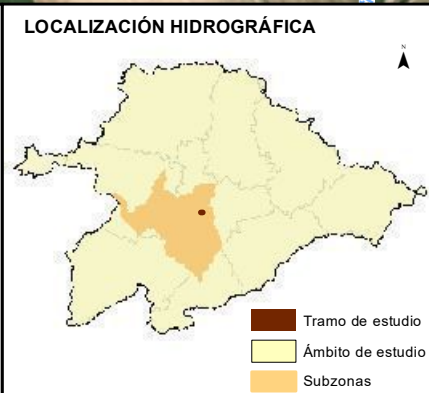 LOCALIZACIÓN HIDROGRÁFICA
N
Tramo de estudio
Ámbito de estudio
Subzonas